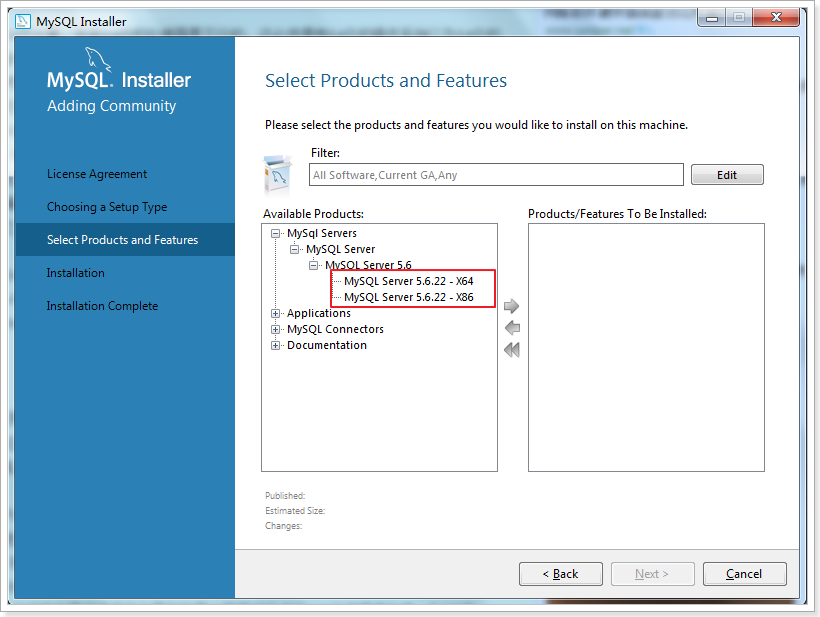 MySQL Installer
MySQL. Installer
Adding Community
License Agreement
Choosing a Setup Type
Select Products and Features
Installation
Installation Complete
Select Products and Features
Please select the products and features you would like to install on this machine.
Filter:
All Software,Current GA,Any
Edit
Available Products:
Products/Features To Be Installed:
MySql Servers
MySQL Server
MySQL Server 5.6
MySQL Server 5.6.22 - X64
MySQL Server 5.6.22 - X86
Applications
MySQL Connectors
Documentation
Published:
Estimated Size:
Changes:
< Back
Next >
Cancel